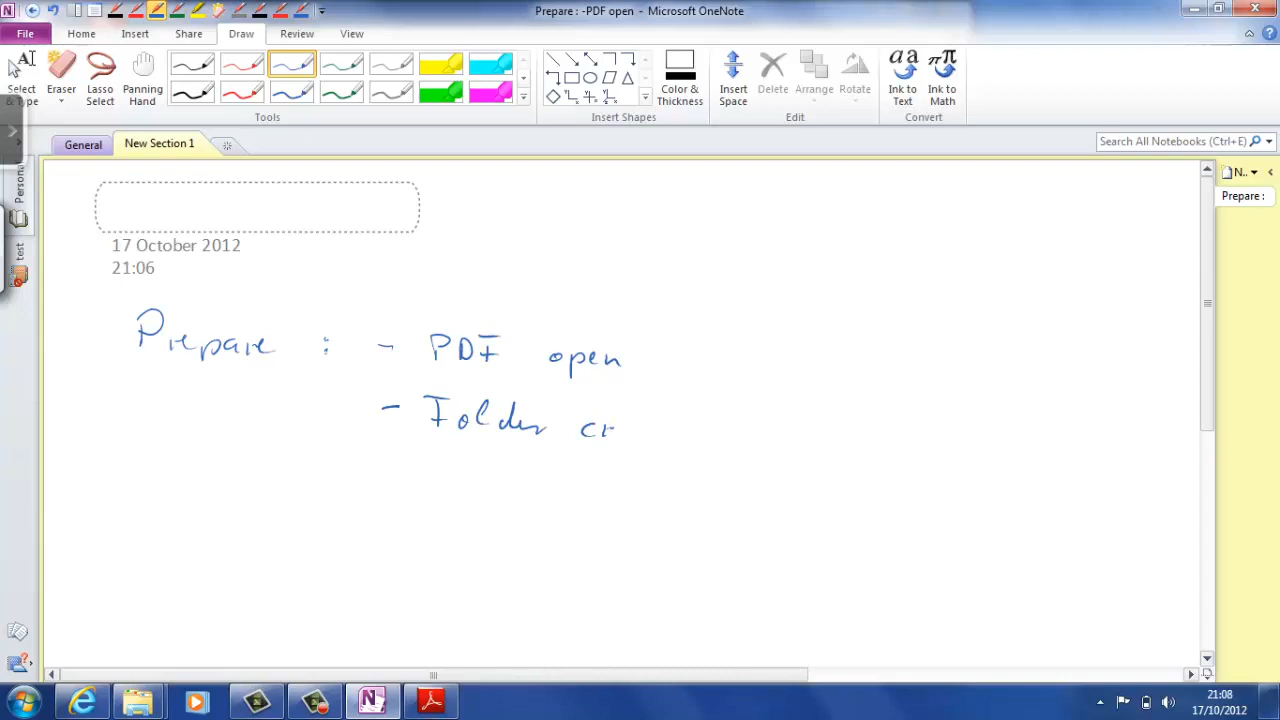 Prepare : -PDF open - Microsoft OneNote
File Home Insert Share Draw Review View
Select & Type
Eraser
Lasso Select
Panning Hand
Color & Thickness
Insert Space
Delete
Arrange
Rotate
Ink to Text
Ink to Math
Tools
Insert Shapes
Edit
Convert
General
New Section 1
Search All Notebooks (Ctrl+E)
N..
Prepare :
Persona
test
17 October 2012
21:06
Prepare : - PDF open
- Folder cr
21:08
17/10/2012